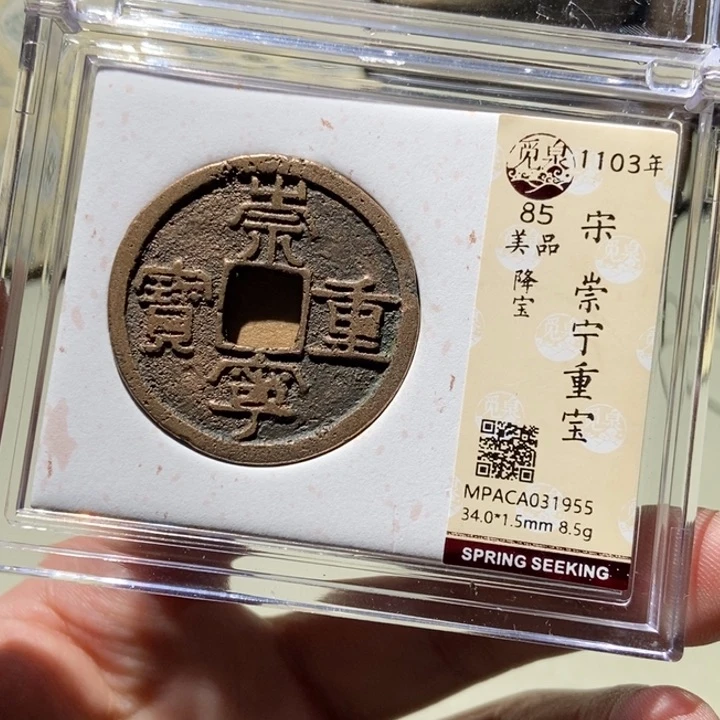 崇
寧
重
寶
觅泉
1103年
85
美品
降宝
宋 崇宁重宝
MPACA031955
34.0*1.5mm 8.5g
SPRING SEEKING